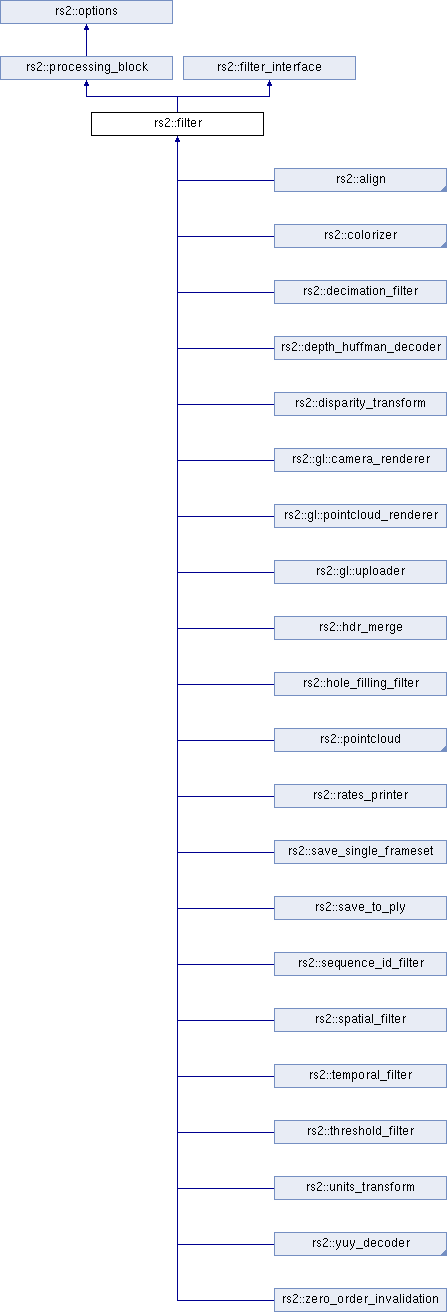 rs2::options
rs2::processing_block
rs2::filter_interface
rs2::filter
rs2::align
rs2::colorizer
rs2::decimation_filter
rs2::depth_huffman_decoder
rs2::disparity_transform
rs2::gl::camera_renderer
rs2::gl::pointcloud_renderer
rs2::gl::uploader
rs2::hdr_merge
rs2::hole_filling_filter
rs2::pointcloud
rs2::rates_printer
rs2::save_single_frameset
rs2::save_to_ply
rs2::sequence_id_filter
rs2::spatial_filter
rs2::temporal_filter
rs2::threshold_filter
rs2::units_transform
rs2::yuy_decoder
rs2::zero_order_invalidation